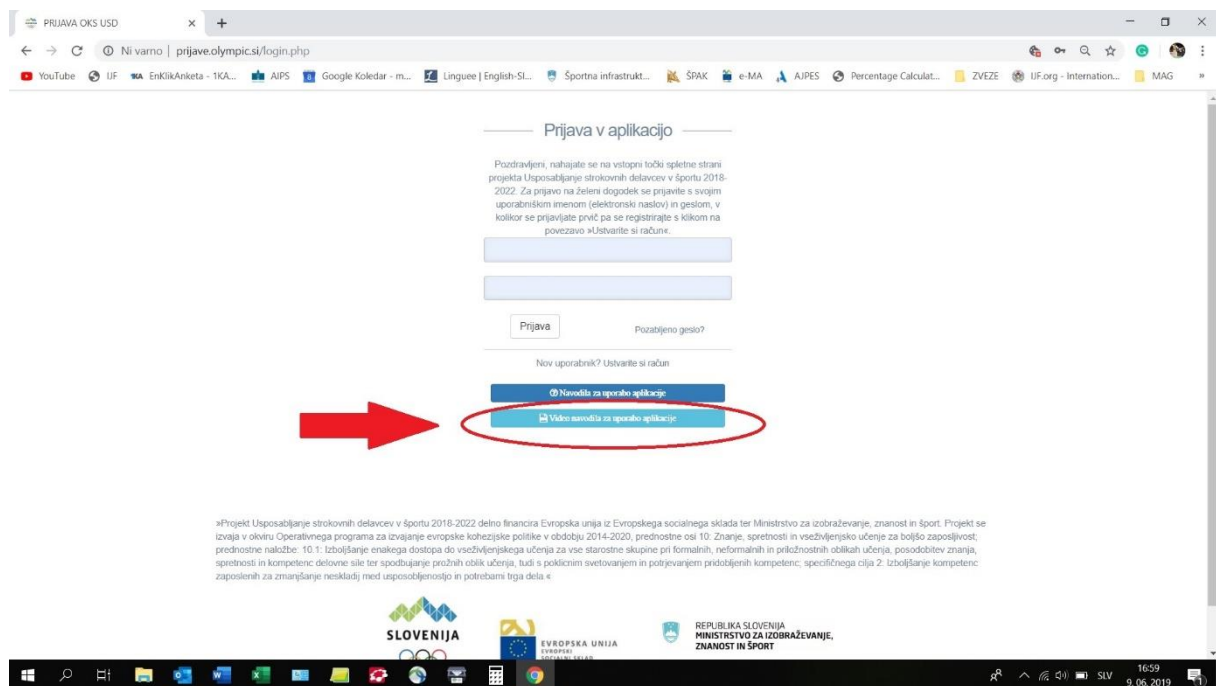 PRIJAVA OKS USD
Ni varno | prijave.olympic.si/login.php
YouTube IJF EnKlikAnketa - 1KA... AIPS Google Koledar - m... Linguee | English-Sl... Športna infrastrukt... ŠPAK e-MA AJPES Percentage Calculat... ZVEZE IJF.org - Internation... MAG »
Prijava v aplikacijo
Pozdravljeni, nahajate se na vstopni točki spletne strani
projekta Usposabljanje strokovnih delavcev v športu 2018-
2022. Za prijavo na želeni dogodek se prijavite s svojim
uporabniškim imenom (elektronski naslov) in geslom, v
kolikor se prijavljate prvič pa se registrirajte s klikom na
povezavo »Ustvarite si račun«.
Prijava
Pozabljeno geslo?
Nov uporabnik? Ustvarite si račun
Navodila za uporabo aplikacije
Video navodila za uporabo aplikacije
»Projekt Usposabljanje strokovnih delavcev v športu 2018-2022 delno financira Evropska unija iz Evropskega socialnega sklada ter Ministrstvo za izobraževanje, znanost in šport. Projekt se
izvaja v okviru Operativnega programa za izvajanje evropske kohezijske politike v obdobju 2014-2020, prednostne osi 10: Znanje, spretnosti in vseživljenjsko učenje za boljšo zaposljivost;
prednostne naložbe: 10.1: Izboljšanje enakega dostopa do vseživljenjskega učenja za vse starostne skupine pri formalnih, neformalnih in priložnostnih oblikah učenja, posodobitev znanja,
spretnosti in kompetenc delovne sile ter spodbujanje prožnih oblik učenja, tudi s poklicnim svetovanjem in potrjevanjem pridobljenih kompetenc; specifičnega cilja 2: Izboljšanje kompetenc
zaposlenih za zmanjšanje neskladij med usposobljenostjo in potrebami trga dela.«
SLOVENIJA
EVROPSKA UNIJA
EVROPSKI
SOCIALNI SKLAD
REPUBLIKA SLOVENIJA
MINISTRSTVO ZA IZOBRAŽEVANJE,
ZNANOST IN ŠPORT
SLV
16:59
9. 06. 2019